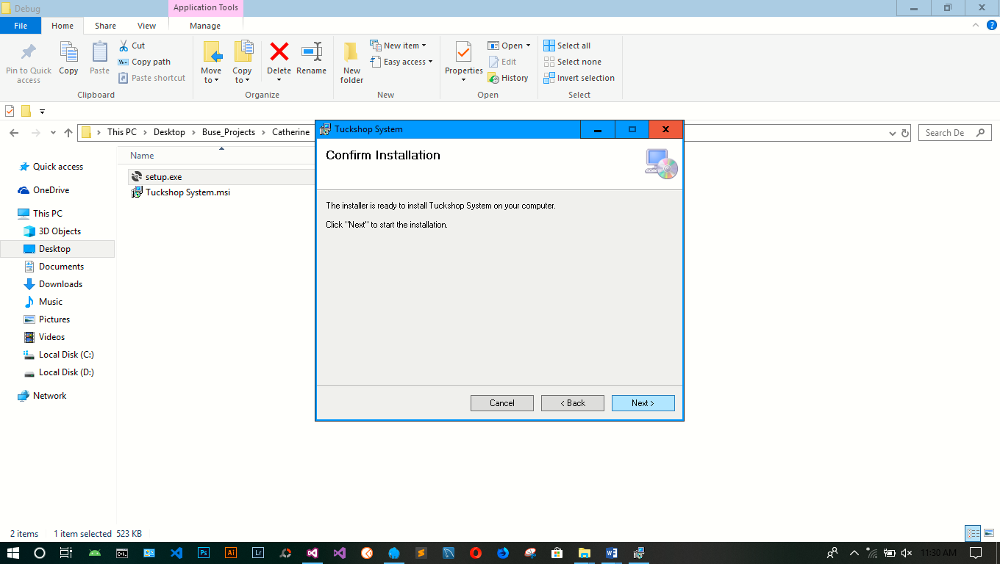 Debug
Application Tools
File Home Share View Manage
Pin to Quick access
Copy
Paste
Cut
Copy path
Paste shortcut
Clipboard
Move to
Copy to
Delete
Rename
Organize
New folder
New item
Easy access
New
Properties
Open
Edit
History
Open
Select all
Select none
Invert selection
Select
This PC > Desktop > Buse_Projects > Catherine
Search De
Quick access
OneDrive
This PC
3D Objects
Desktop
Documents
Downloads
Music
Pictures
Videos
Local Disk (C:)
Local Disk (D:)
Network
Name
setup.exe
Tuckshop System.msi
Tuckshop System
Confirm Installation
The installer is ready to install Tuckshop System on your computer.
Click "Next" to start the installation.
Cancel < Back Next >
2 items 1 item selected 523 KB
Ps Ai Lr
11:30 AM